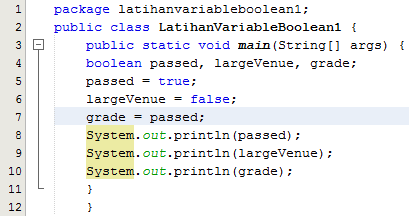 1 package latihanvariableboolean1;
2 public class LatihanVariableBoolean1 {
3 public static void main(String[] args) {
4 boolean passed, largeVenue, grade;
5 passed = true;
6 largeVenue = false;
7 grade = passed;
8 System.out.println(passed);
9 System.out.println(largeVenue);
10 System.out.println(grade);
11 }
12 }